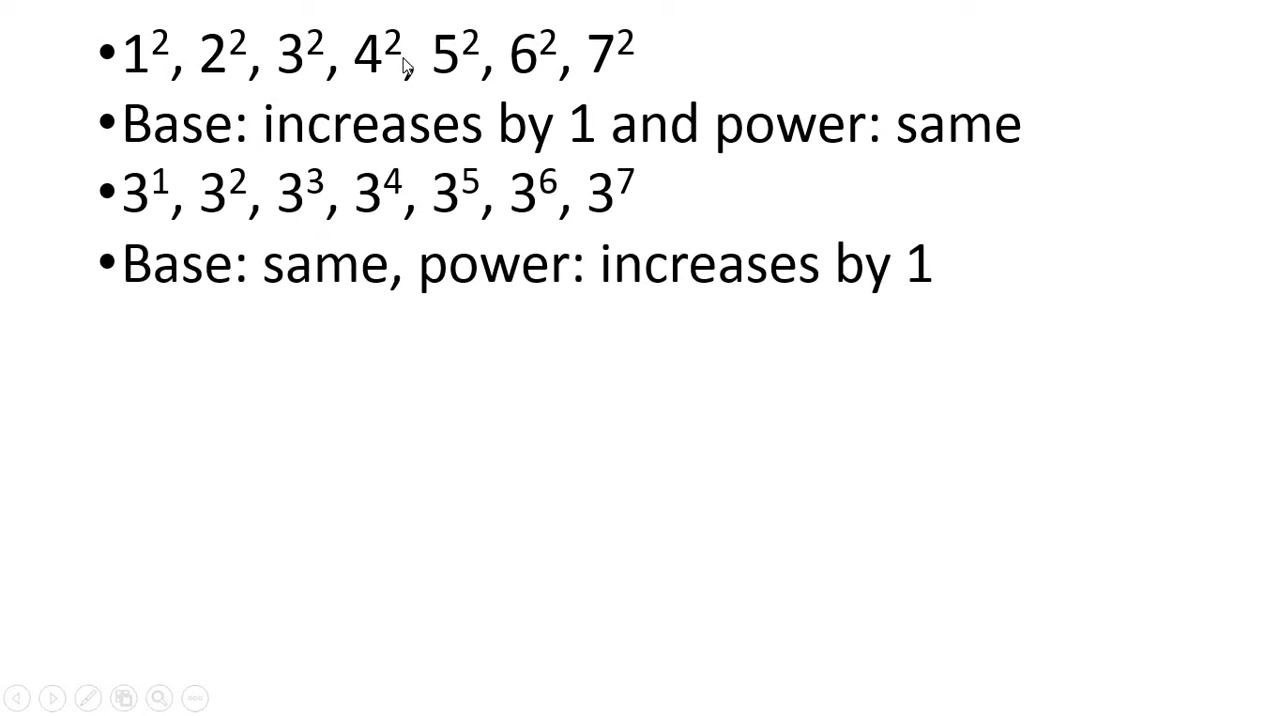 •1², 2², 3², 4², 5², 6², 7²
•Base: increases by 1 and power: same
•3¹, 3², 3³, 3⁴, 3⁵, 3⁶, 3⁷
•Base: same, power: increases by 1